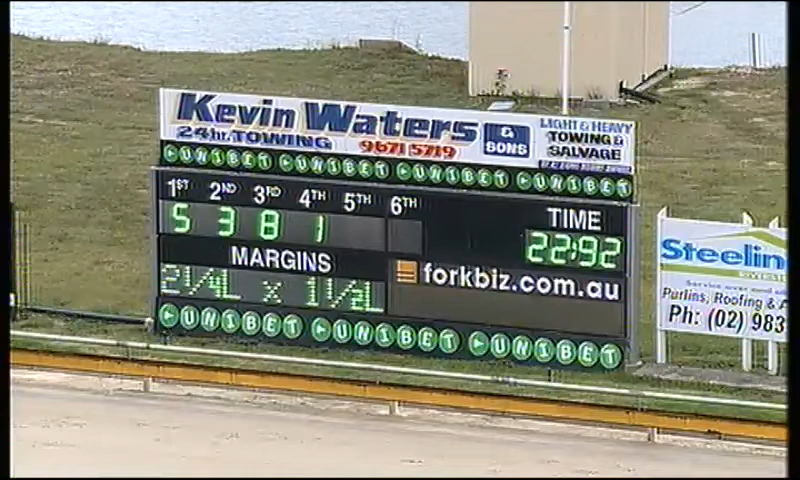 Kevin Waters & SONS
24hr. TOWING 9671 5719
LIGHT & HEAVY
TOWING &
SALVAGE
UNIBET UNIBET UNIBET UNIBET
1ST 2ND 3RD 4TH 5TH 6TH TIME
5 3 8 1 22:92
MARGINS
forkbiz.com.au
2 1/4L x 1 1/2L
UNIBET UNIBET UNIBET
Steelin
Purlins, Roofing & A
Ph: (02) 983